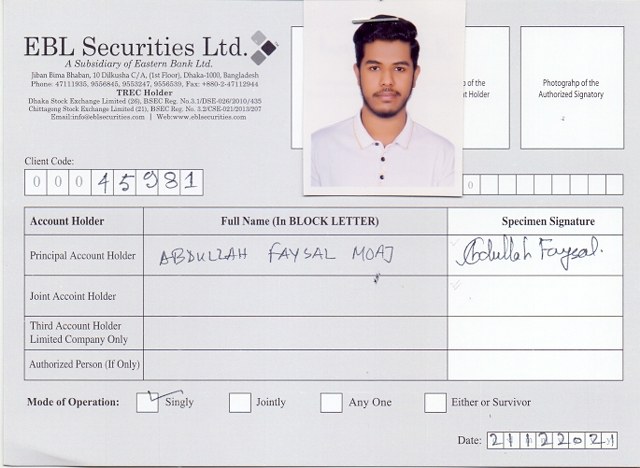 EBL Securities Ltd.
A Subsidiary of Eastern Bank Ltd.
Jiban Bima Bhaban, 10 Dilkusha C/A, (1st Floor), Dhaka-1000, Bangladesh
Phone: 47111935, 9556845, 9553247, 9556539, Fax: +880-2-47112944
TREC Holder
Dhaka Stock Exchange Limited (26), BSEC Reg. No.3.1/DSE-026/2010/435
Chittagong Stock Exchange Limited (21), BSEC Reg. No. 3.2/CSE-021/2013/207
Email:info@eblsecurities.com | Web:www.eblsecurities.com
of the
Holder
Photograhp of the
Authorized Signatory
Client Code:
0 0 0 4 5 9 8 1
0
Account Holder Full Name (In BLOCK LETTER) Specimen Signature
Principal Account Holder ABDULLAH FAYSAL MOAJ Abdullah Faysal.
Joint Accoint Holder
Third Account Holder
Limited Company Only
Authorized Person (If Only)
Mode of Operation: Singly Jointly Any One Either or Survivor
Date: 2 1 1 2 2 0 2 1